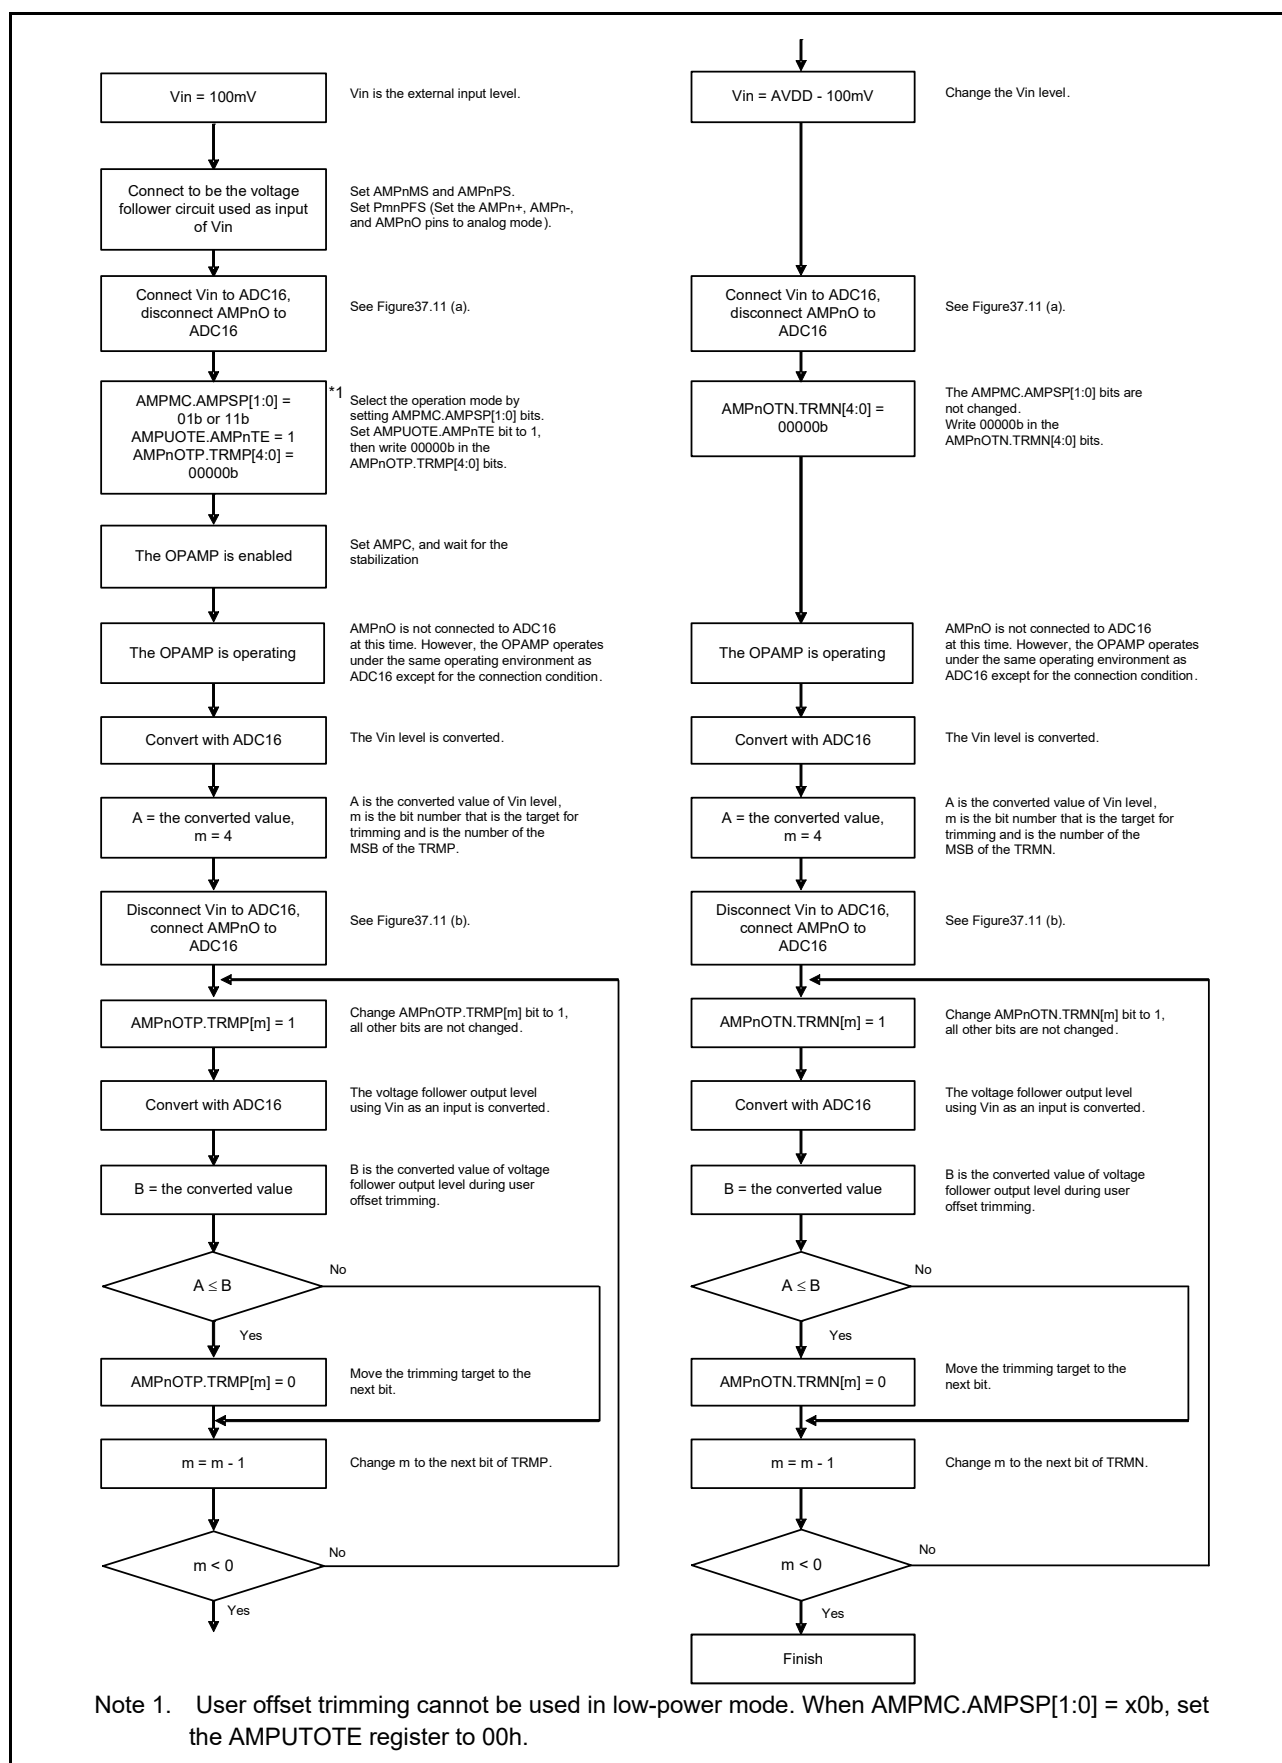 Vin = 100mV
Vin is the external input level.
Connect to be the voltage
follower circuit used as input
of Vin
Set AMPnMS and AMPnPS.
Set PmnPFS (Set the AMPn+, AMPn-,
and AMPnO pins to analog mode).
Connect Vin to ADC16,
disconnect AMPnO to
ADC16
See Figure37.11 (a).
AMPMC.AMPSP[1:0] =
01b or 11b
AMPUOTE.AMPnTE = 1
AMPnOTP.TRMP[4:0] =
00000b
*1
Select the operation mode by
setting AMPMC.AMPSP[1:0] bits.
Set AMPUOTE.AMPnTE bit to 1,
then write 00000b in the
AMPnOTP.TRMP[4:0] bits.
The OPAMP is enabled
Set AMPC, and wait for the
stabilization
The OPAMP is operating
AMPnO is not connected to ADC16
at this time. However, the OPAMP operates
under the same operating environment as
ADC16 except for the connection condition.
Convert with ADC16
The Vin level is converted.
A = the converted value,
m = 4
A is the converted value of Vin level,
m is the bit number that is the target for
trimming and is the number of the
MSB of the TRMP.
Disconnect Vin to ADC16,
connect AMPnO to
ADC16
See Figure37.11 (b).
AMPnOTP.TRMP[m] = 1
Change AMPnOTP.TRMP[m] bit to 1,
all other bits are not changed.
Convert with ADC16
The voltage follower output level
using Vin as an input is converted.
B = the converted value
B is the converted value of voltage
follower output level during user
offset trimming.
A ≤ B
No
Yes
AMPnOTP.TRMP[m] = 0
Move the trimming target to the
next bit.
m = m - 1
Change m to the next bit of TRMP.
m < 0
No
Yes
Vin = AVDD - 100mV
Change the Vin level.
Connect Vin to ADC16,
disconnect AMPnO to
ADC16
See Figure37.11 (a).
AMPnOTN.TRMN[4:0] =
00000b
The AMPMC.AMPSP[1:0] bits are
not changed.
Write 00000b in the
AMPnOTN.TRMN[4:0] bits.
The OPAMP is operating
AMPnO is not connected to ADC16
at this time. However, the OPAMP operates
under the same operating environment as
ADC16 except for the connection condition.
Convert with ADC16
The Vin level is converted.
A = the converted value,
m = 4
A is the converted value of Vin level,
m is the bit number that is the target for
trimming and is the number of the
MSB of the TRMN.
Disconnect Vin to ADC16,
connect AMPnO to
ADC16
See Figure37.11 (b).
AMPnOTN.TRMN[m] = 1
Change AMPnOTN.TRMN[m] bit to 1,
all other bits are not changed.
Convert with ADC16
The voltage follower output level
using Vin as an input is converted.
B = the converted value
B is the converted value of voltage
follower output level during user
offset trimming.
A ≤ B
No
Yes
AMPnOTN.TRMN[m] = 0
Move the trimming target to the
next bit.
m = m - 1
Change m to the next bit of TRMN.
m < 0
No
Yes
Finish
Note 1. User offset trimming cannot be used in low-power mode. When AMPMC.AMPSP[1:0] = x0b, set
the AMPUTOTE register to 00h.